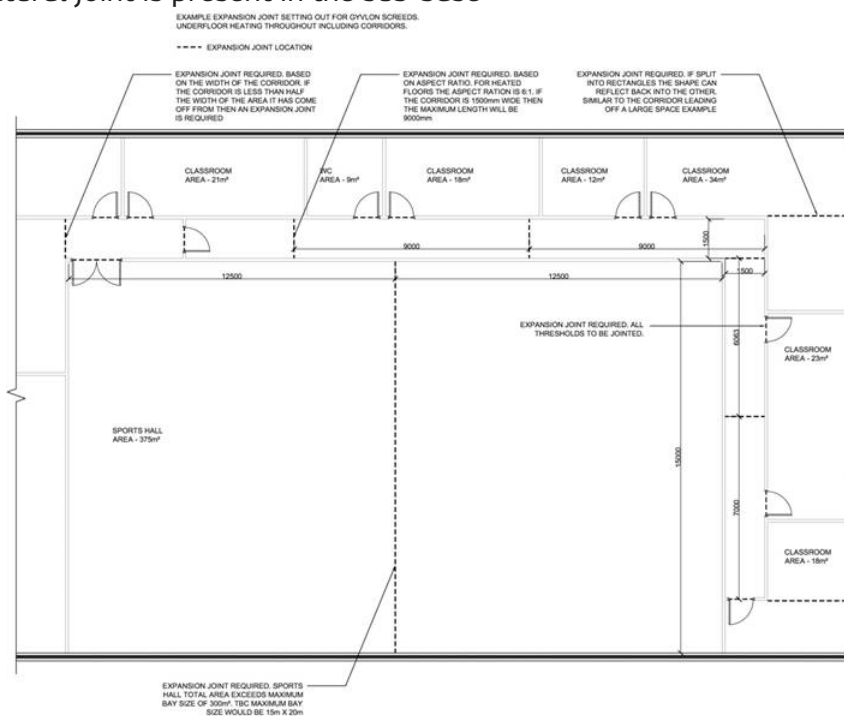 joint is present in the
EXAMPLE EXPANSION JOINT SETTING OUT FOR GYVLON SCREEDS.
UNDERFLOOR HEATING THROUGHOUT INCLUDING CORRIDORS.
EXPANSION JOINT LOCATION
EXPANSION JOINT REQUIRED. BASED
ON THE WIDTH OF THE CORRIDOR. IF
THE CORRIDOR IS LESS THAN HALF
THE WIDTH OF THE AREA IT HAS COME
OFF FROM THEN AN EXPANSION JOINT
IS REQUIRED
EXPANSION JOINT REQUIRED. BASED
ON ASPECT RATIO. FOR HEATED
FLOORS THE ASPECT RATION IS 6:1. IF
THE CORRIDOR IS 1500mm WIDE THEN
THE MAXIMUM LENGTH WILL BE
9000mm
EXPANSION JOINT REQUIRED. IF SPLIT
INTO RECTANGLES THE SHAPE CAN
REFLECT BACK INTO THE OTHER.
SIMILAR TO THE CORRIDOR LEADING
OFF A LARGE SPACE EXAMPLE
CLASSROOM
AREA - 21m²
WC
AREA - 9m²
CLASSROOM
AREA - 18m²
CLASSROOM
AREA - 12m²
CLASSROOM
AREA - 34m²
9000
9000
1500
12500
12500
1500
EXPANSION JOINT REQUIRED. ALL
THRESHOLDS TO BE JOINTED.
6063
CLASSROOM
AREA - 23m²
SPORTS HALL
AREA - 375m²
15000
7000
CLASSROOM
AREA - 18m²
EXPANSION JOINT REQUIRED. SPORTS
HALL TOTAL AREA EXCEEDS MAXIMUM
BAY SIZE OF 300m². TBC MAXIMUM BAY
SIZE WOULD BE 15m X 20m